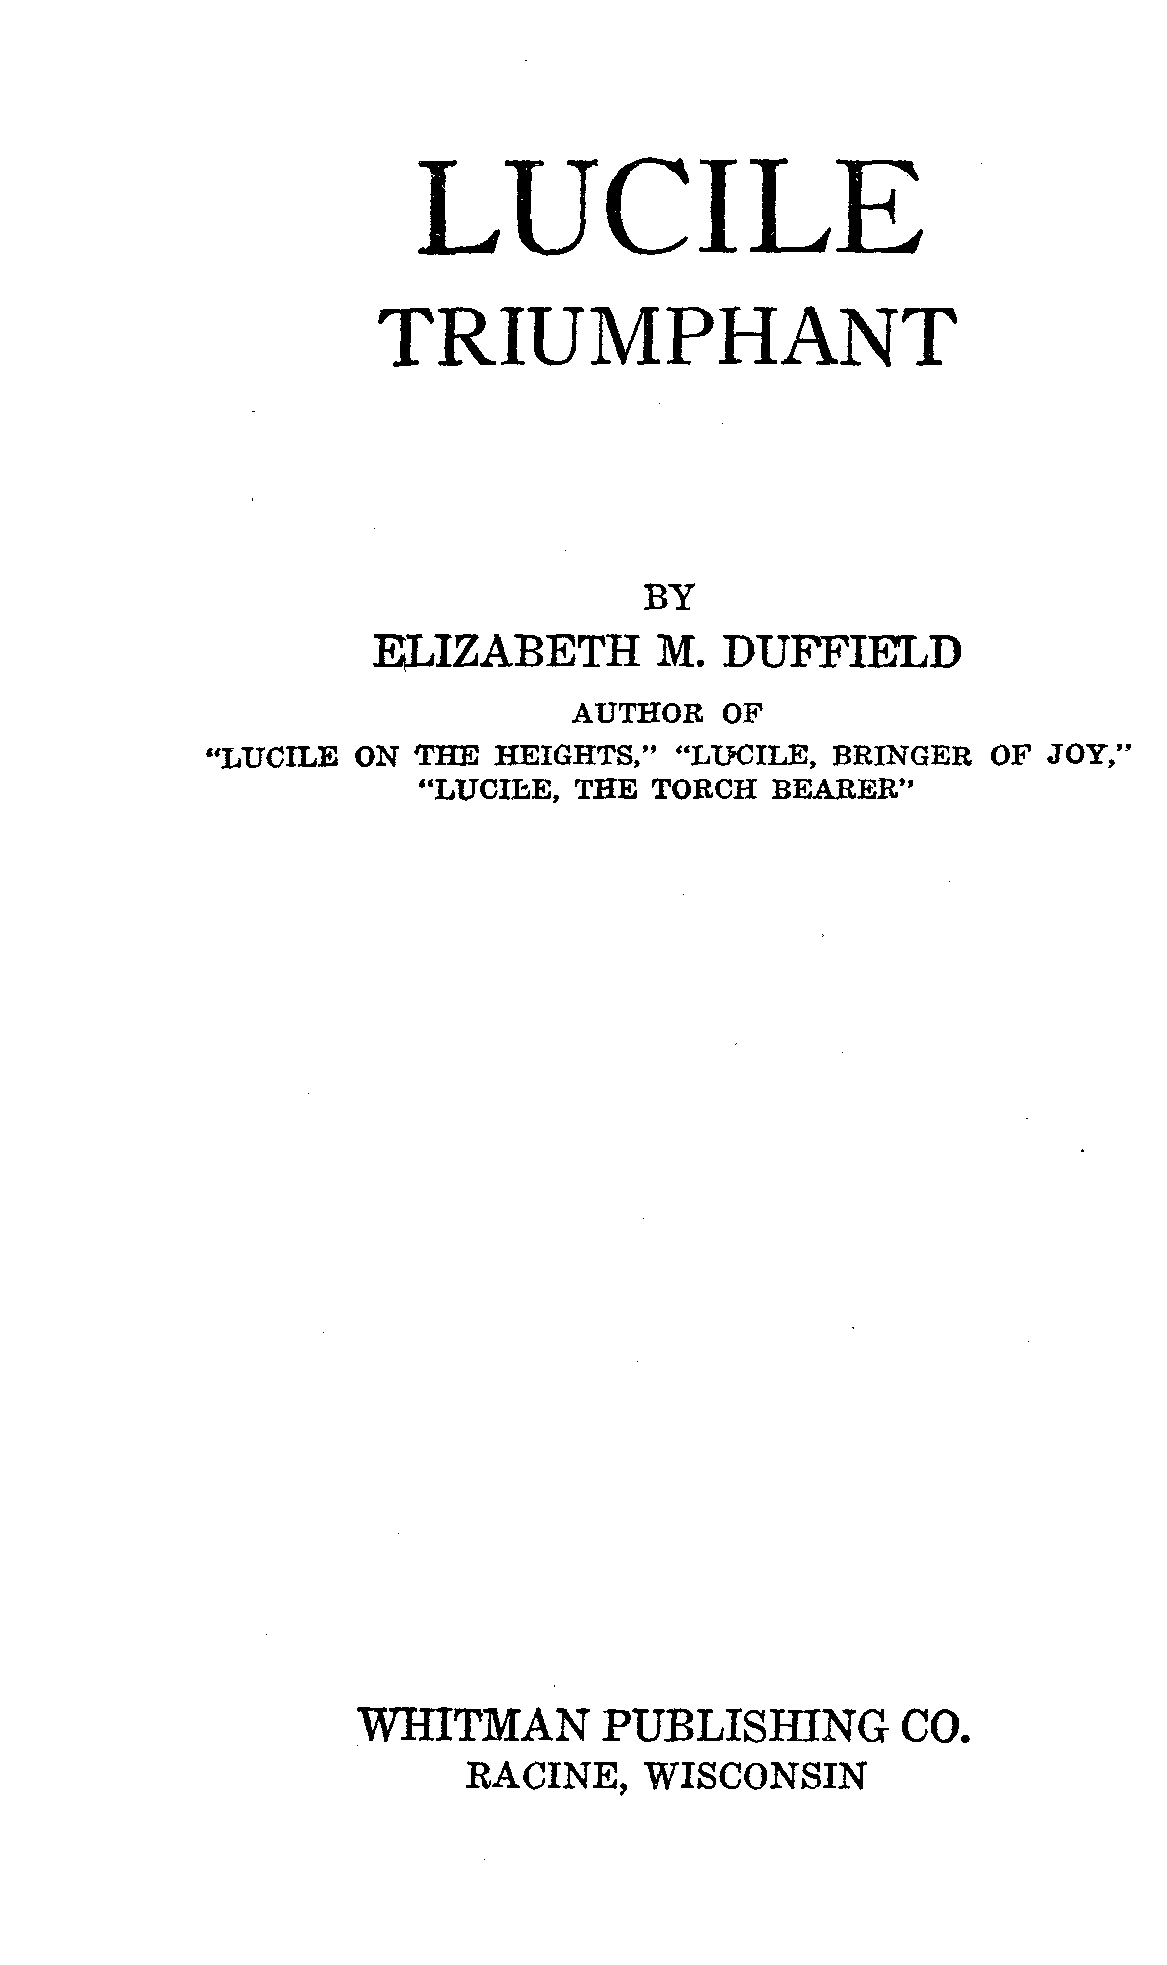 LUCILE
TRIUMPHANT
BY
ELIZABETH M. DUFFIELD
AUTHOR OF
“LUCILE ON THE HEIGHTS,” “LUCILE, BRINGER OF JOY,”
“LUCILE, THE TORCH BEARER”
WHITMAN PUBLISHING CO.
RACINE, WISCONSIN